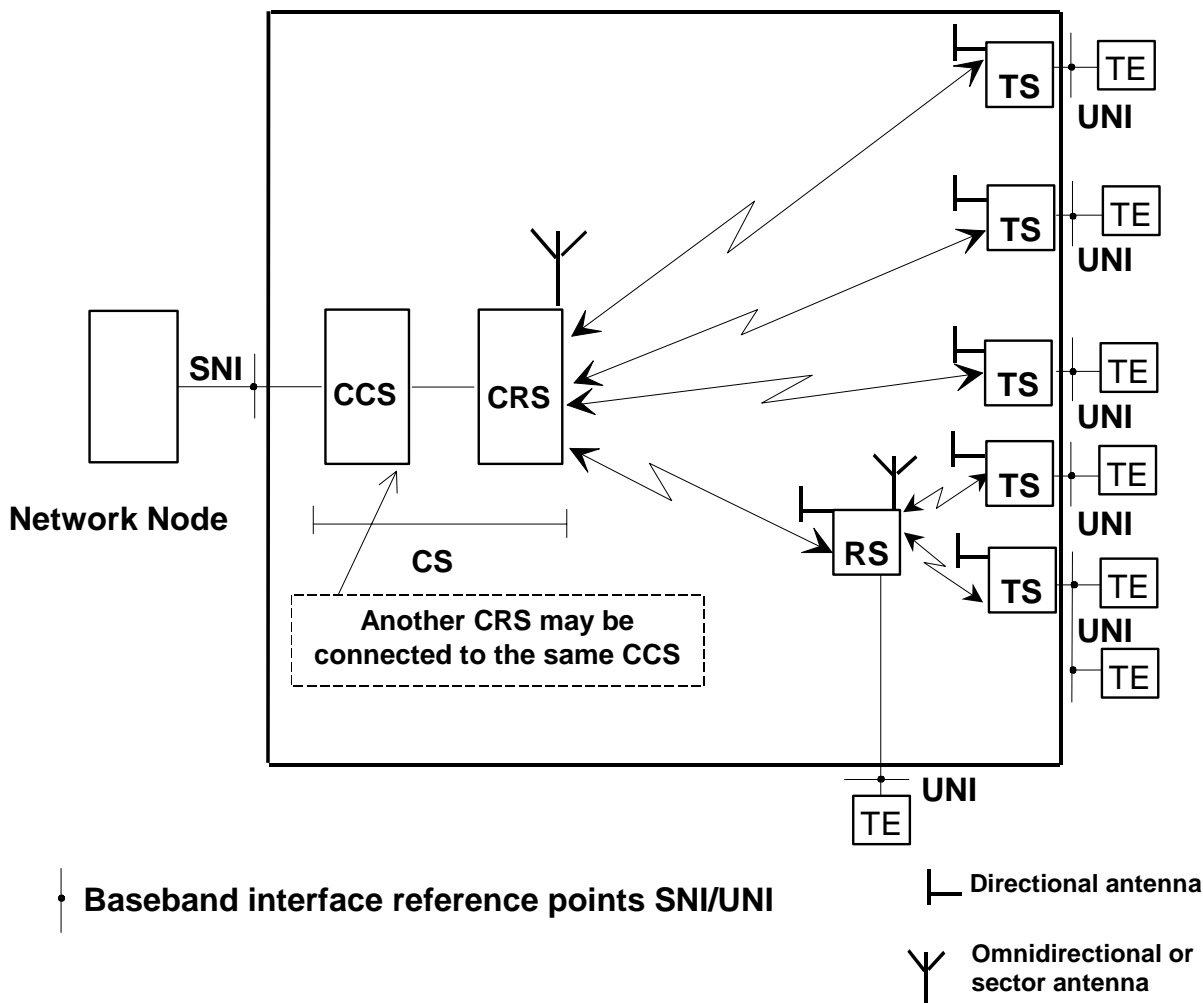 TS
TE
UNI
TS
TE
UNI
SNI
CCS
CRS
TS
TE
UNI
Network Node
TS
TE
UNI
RS
CS
TS
TE
UNI
TE
Another CRS may be
connected to the same CCS
UNI
TE
Baseband interface reference points SNI/UNI
Directional antenna
Omnidirectional or
sector antenna